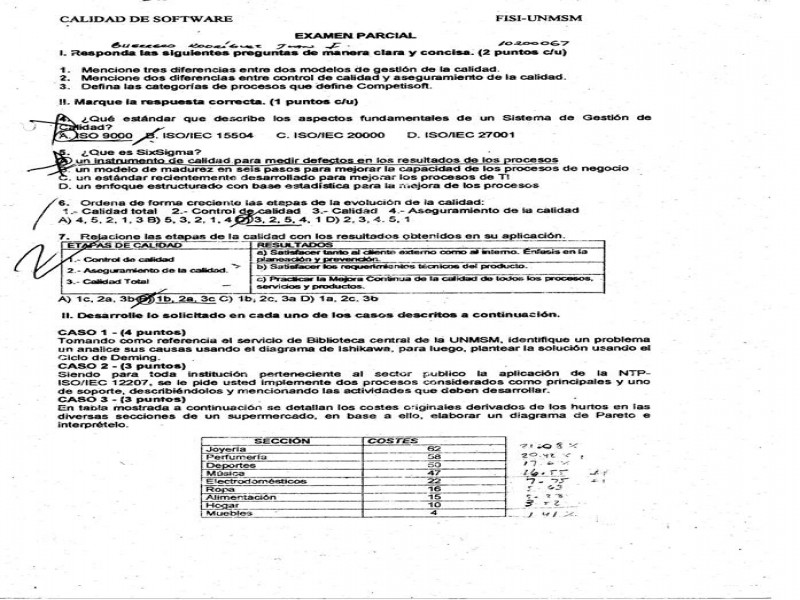 CALIDAD DE SOFTWARE FISI-UNMSM
EXAMEN PARCIAL
10200067
I. Responda las siguientes preguntas de manera clara y concisa. (2 puntos c/u)
1. Mencione tres diferencias entre dos modelos de gestión de la calidad.
2. Mencione dos diferencias entre control de calidad y aseguramiento de la calidad.
3. Defina las categorías de procesos que define Competisoft.
II. Marque la respuesta correcta. (1 puntos c/u)
4. ¿Qué estándar que describe los aspectos fundamentales de un Sistema de Gestión de
Calidad?
A. ISO 9000 B. ISO/IEC 15504 C. ISO/IEC 20000 D. ISO/IEC 27001
5. ¿Que es SixSigma?
un instrumento de calidad para medir defectos en los resultados de los procesos
un modelo de madurez en seis pasos para mejorar la capacidad de los procesos de negocio
C. un estándar recientemente desarrollado para mejorar los procesos de TI
D. un enfoque estructurado con base estadística para la mejora de los procesos
6. Ordena de forma creciente las etapas de la evolución de la calidad:
1.- Calidad total 2.- Control de calidad 3.- Calidad 4.- Aseguramiento de la calidad
A) 4, 5, 2, 1, 3 B) 5, 3, 2, 1, 4 C) 3, 2, 5, 4, 1 D) 2, 3, 4, 5, 1
7. Relacione las etapas de la calidad con los resultados obtenidos en su aplicación.
ETAPAS DE CALIDAD RESULTADOS
1.- Control de calidad a) Satisfacer tanto al cliente externo como al interno. Énfasis en la
planeación y prevención.
2.- Aseguramiento de la calidad. b) Satisfacer los requerimientos técnicos del producto.
3.- Calidad Total c) Practicar la Mejora Continua de la calidad de todos los procesos,
servicios y productos.
A) 1c, 2a, 3b B) 1b, 2a, 3c C) 1b, 2c, 3a D) 1a, 2c, 3b
II. Desarrolle lo solicitado en cada uno de los casos descritos a continuación.
CASO 1 - (4 puntos)
Tomando como referencia el servicio de Biblioteca central de la UNMSM, identifique un problema
un analice sus causas usando el diagrama de Ishikawa, para luego, plantear la solución usando el
Ciclo de Deming.
CASO 2 - (3 puntos)
Siendo para toda institución perteneciente al sector publico la aplicación de la NTP-
ISO/IEC 12207, se le pide usted implemente dos procesos considerados como principales y uno
de soporte, describiéndolos y mencionando las actividades que deben desarrollar.
CASO 3 - (3 puntos)
En tabla mostrada a continuación se detallan los costes originales derivados de los hurtos en las
diversas secciones de un supermercado, en base a ello, elaborar un diagrama de Pareto e
interprételo.
SECCIÓN COSTES
Joyería 62
Perfumería 58 20.42 %
Deportes 50 17.6 %
Música 47 16.55
Electrodomésticos 22 7.75
Ropa 16
Alimentación 15
Hogar 10
Muebles 4 1.41 %